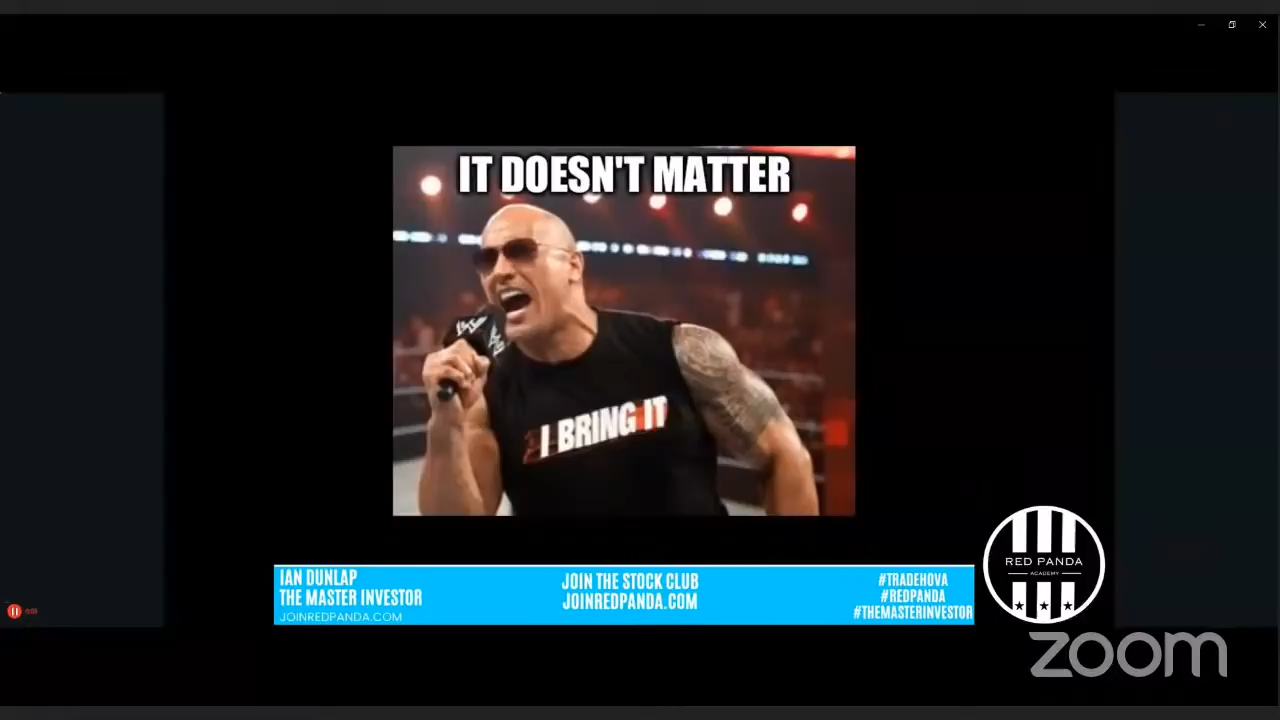 IT DOESN'T MATTER
I BRING IT
IAN DUNLAP
THE MASTER INVESTOR
JOINREDPANDA.COM
JOIN THE STOCK CLUB
JOINREDPANDA.COM
#TRADEHOVA
#REDPANDA
#THEMASTERINVESTOR
RED PANDA
ACADEMY
zoom